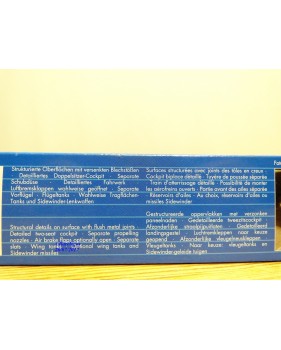 Strukturierte Oberflächen mit versenkten Blechstößen
Detailliertes Doppelsitzer-Cockpit · Separate
Schubdüse · Detailliertes Fahrwerk
Luftbremsklappen wahlweise geöffnet · Separate
Vorflügel · Flügeltanks · Wahlweise Tragflächen-
Tanks und Sidewinder-Lenkwaffen
Surfaces structurées avec joints des tôles en creux
Cockpit biplace détaillé · Tuyère de poussée séparée
Train d'atterrissage détaillé · Possibilité de monter
les aérofreins ouverts · Partie avant des ailes séparée
Réservoirs d'ailes · Au choix, réservoirs d'ailes ou
missiles Sidewinder
Structural details on surface with flush metal joints
Detailed two-seat cockpit · Separate propelling
nozzles · Air brake flaps optionally open · Separate
slats · Wing tanks optional wing tanks and
Sidewinder missiles
Gestructureerde oppervlakken met verzonken
paneelnaden · Gedetailleerde tweezitscockpit
Afzonderlijke straalpijpmonden · Gedetailleerd
landingsgestel · Luchtremkleppen naar keuze
geopend · Afzonderlijke vleugelneuskleppen
Vleugeltanks · Naar keuze: vleugeltanks en
Sidewinder-geleide tuigen